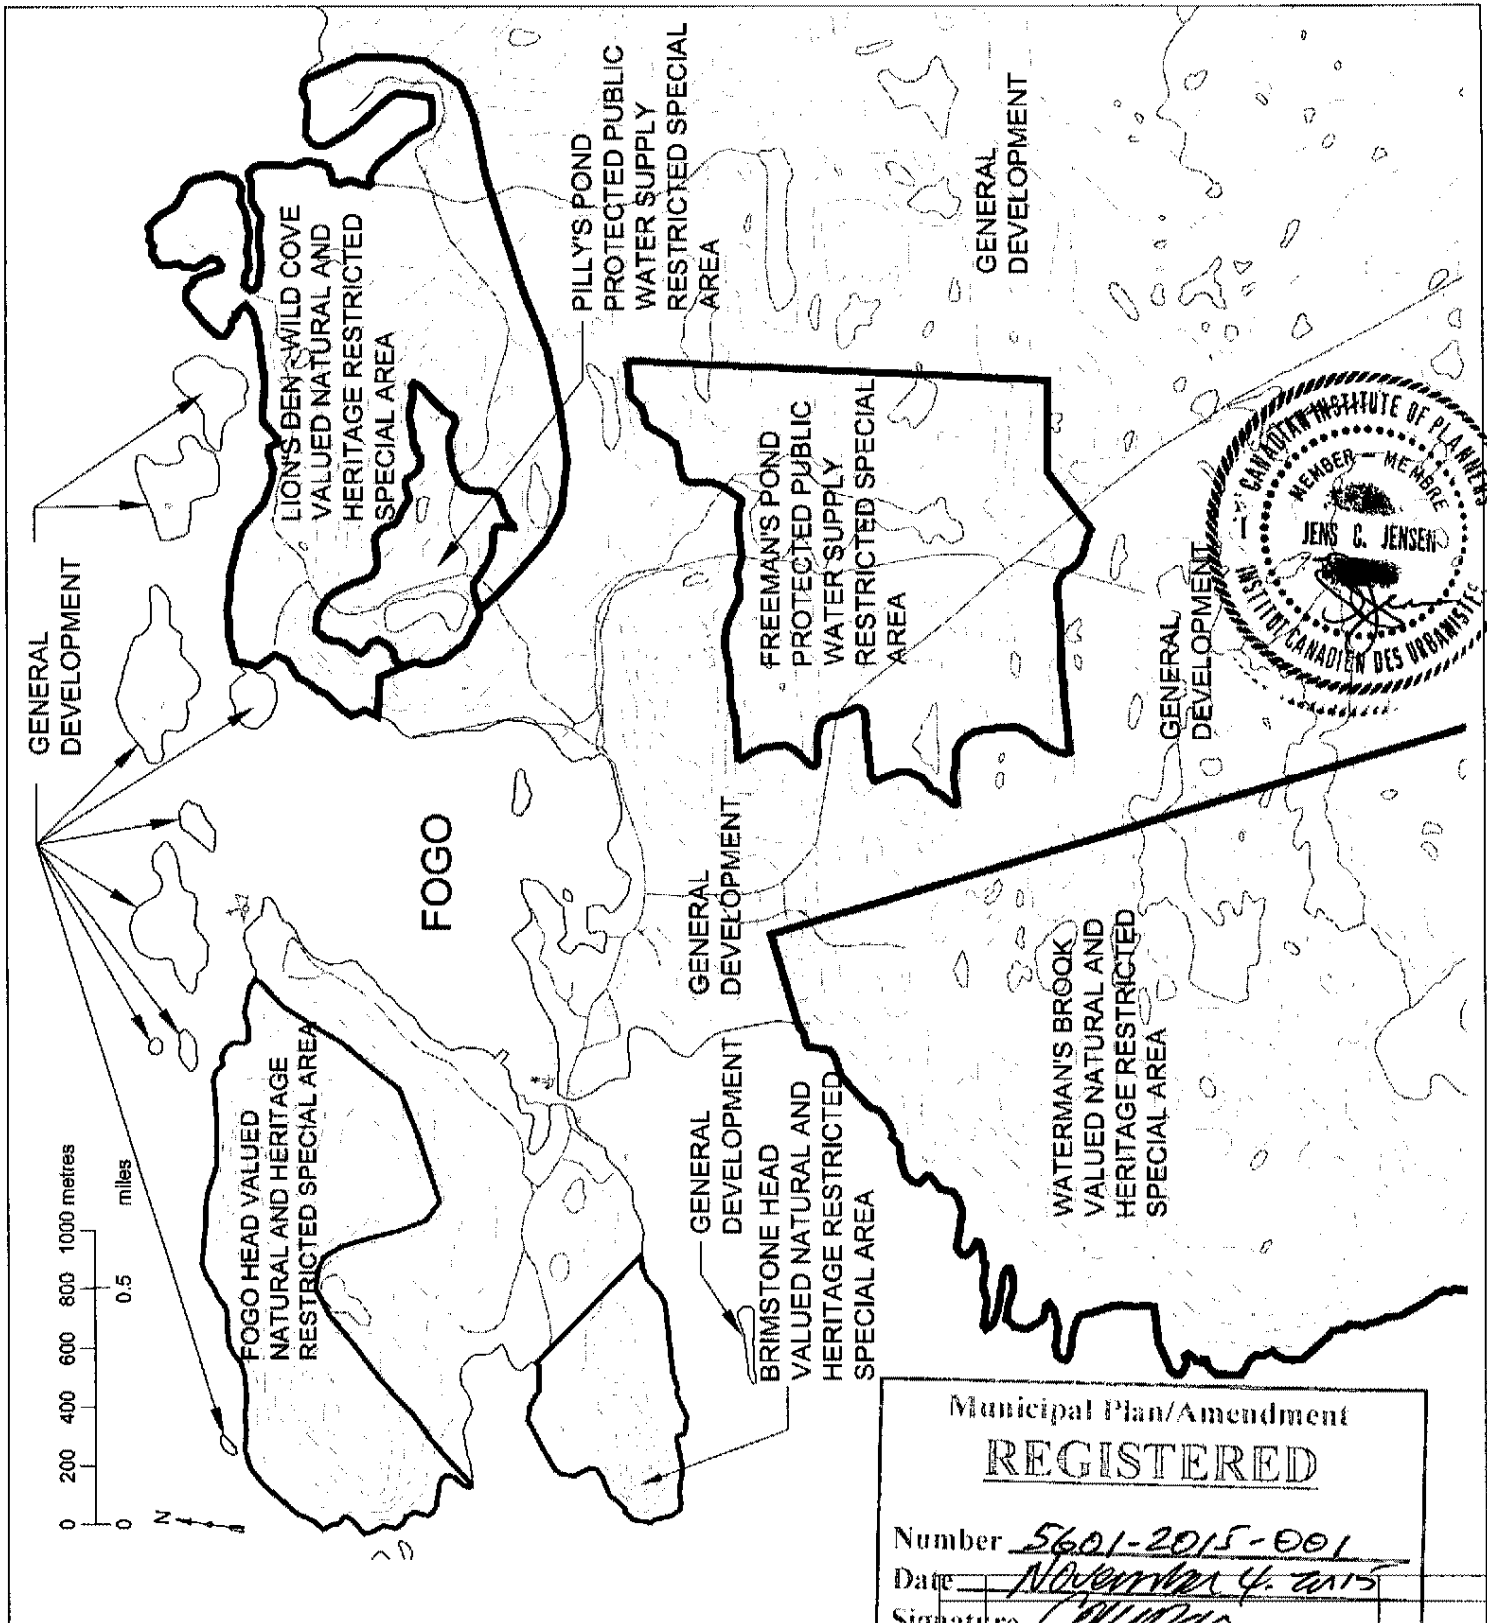 GENERAL
DEVELOPMENT
LION'S DEN - WILD COVE
VALUED NATURAL AND
HERITAGE RESTRICTED
SPECIAL AREA
PILLY'S POND
PROTECTED PUBLIC
WATER SUPPLY
RESTRICTED SPECIAL
AREA
GENERAL
DEVELOPMENT
FOGO
FREEMAN'S POND
PROTECTED PUBLIC
WATER SUPPLY
RESTRICTED SPECIAL
AREA
GENERAL
DEVELOPMENT
GENERAL
DEVELOPMENT
FOGO HEAD VALUED
NATURAL AND HERITAGE
RESTRICTED SPECIAL AREA
GENERAL
DEVELOPMENT
BRIMSTONE HEAD
VALUED NATURAL AND
HERITAGE RESTRICTED
SPECIAL AREA
WATERMAN'S BROOK
VALUED NATURAL AND
HERITAGE RESTRICTED
SPECIAL AREA
0 200 400 600 800 1000 metres
0 0.5 miles
N
CANADIAN INSTITUTE OF PLANNERS
MEMBER - MEMBRE
JENS C. JENSEN
INSTITUT CANADIEN DES URBANISTES
Municipal Plan/Amendment
REGISTERED
Number 5601-2015-001
Date November 4, 2015
Signature